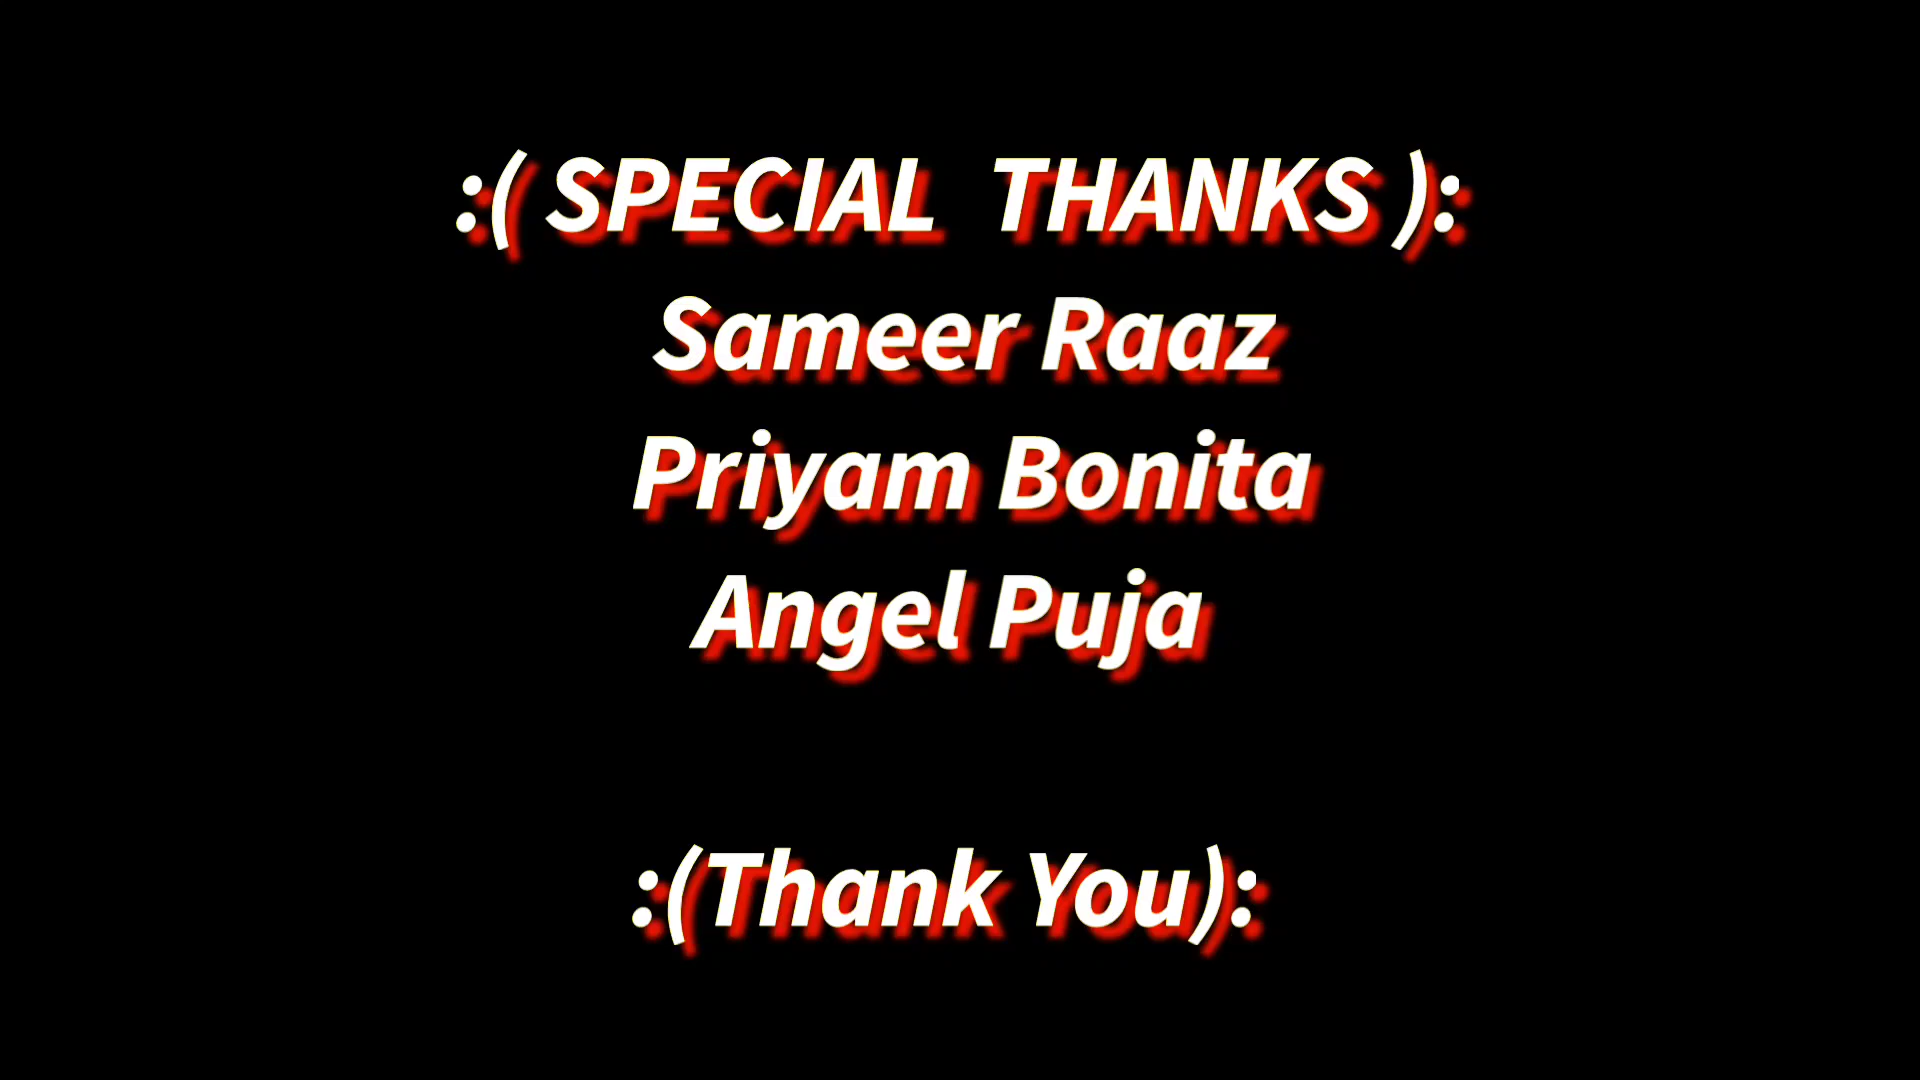 :( SPECIAL  THANKS ):
Sameer Raaz
Priyam Bonita
Angel Puja
:(Thank You):